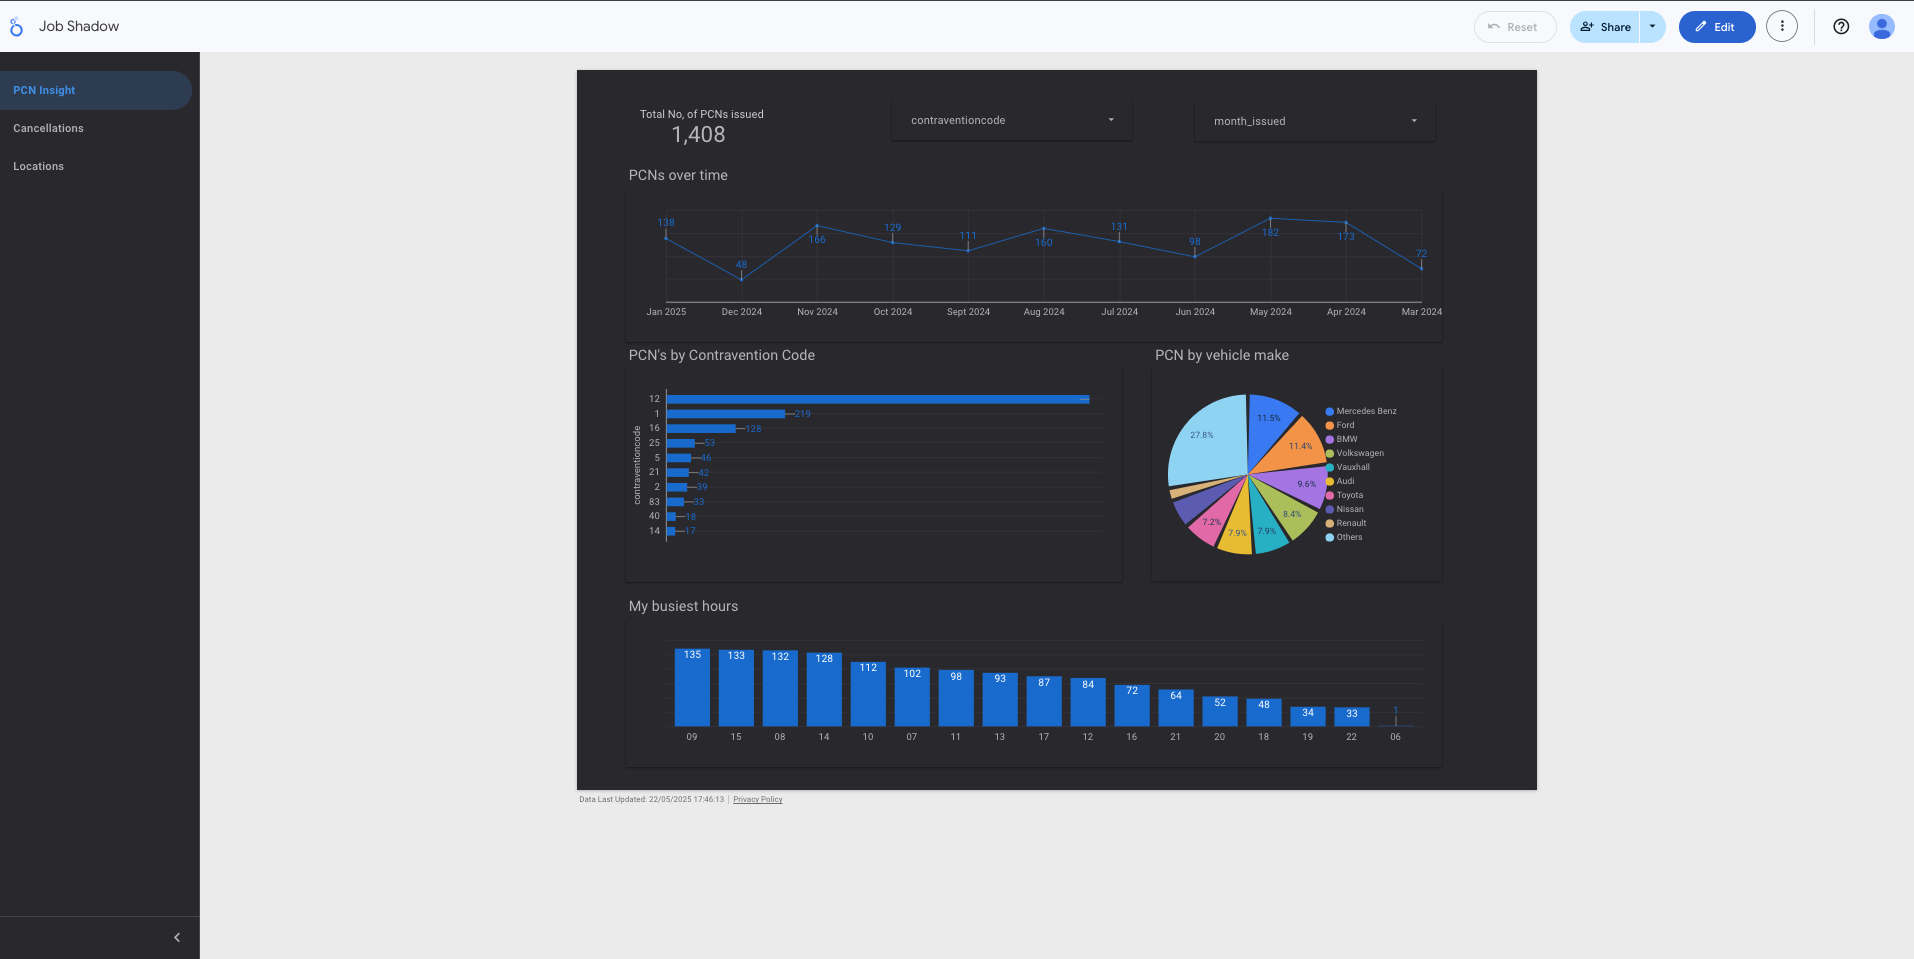 Job Shadow
Reset
Share
Edit
PCN Insight
Cancellations
Locations
Total No, of PCNs issued
1,408
contraventioncode
month_issued
PCNs over time
138
48
166
129
111
160
131
98
182
173
72
Jan 2025
Dec 2024
Nov 2024
Oct 2024
Sept 2024
Aug 2024
Jul 2024
Jun 2024
May 2024
Apr 2024
Mar 2024
PCN's by Contravention Code
contraventioncode
12
1 219
16 128
25 53
5 46
21 42
2 39
83 33
40 18
14 17
PCN by vehicle make
27.8%
11.5%
11.4%
9.6%
8.4%
7.9%
7.9%
7.2%
Mercedes Benz
Ford
BMW
Volkswagen
Vauxhall
Audi
Toyota
Nissan
Renault
Others
My busiest hours
135
133
132
128
112
102
98
93
87
84
72
64
52
48
34
33
1
09
15
08
14
10
07
11
13
17
12
16
21
20
18
19
22
06
Data Last Updated: 22/05/2025 17:46:13
Privacy Policy